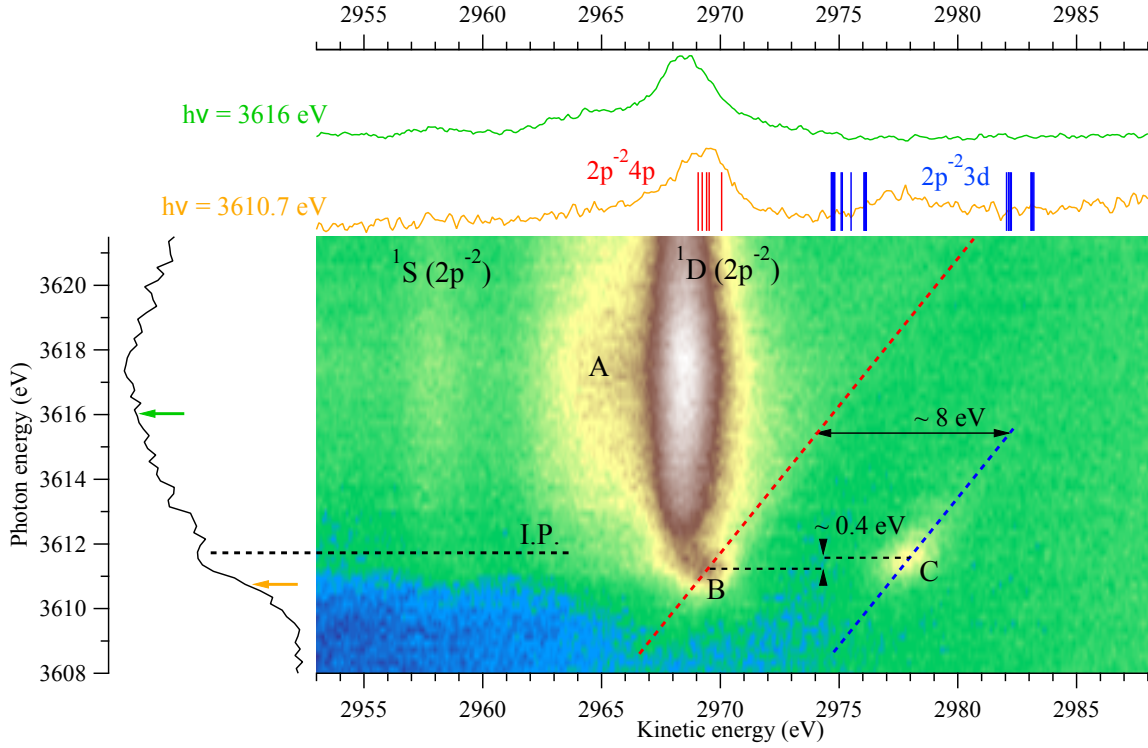 2955 2960 2965 2970 2975 2980 2985
hν = 3616 eV
2p⁻²4p 2p⁻²3d
hν = 3610.7 eV
¹S (2p⁻²) ¹D (2p⁻²)
3620
3618
A
3616
~ 8 eV
3614
~ 0.4 eV
I.P.
3612
C
B
3610
3608
Photon energy (eV)
2955 2960 2965 2970 2975 2980 2985
Kinetic energy (eV)